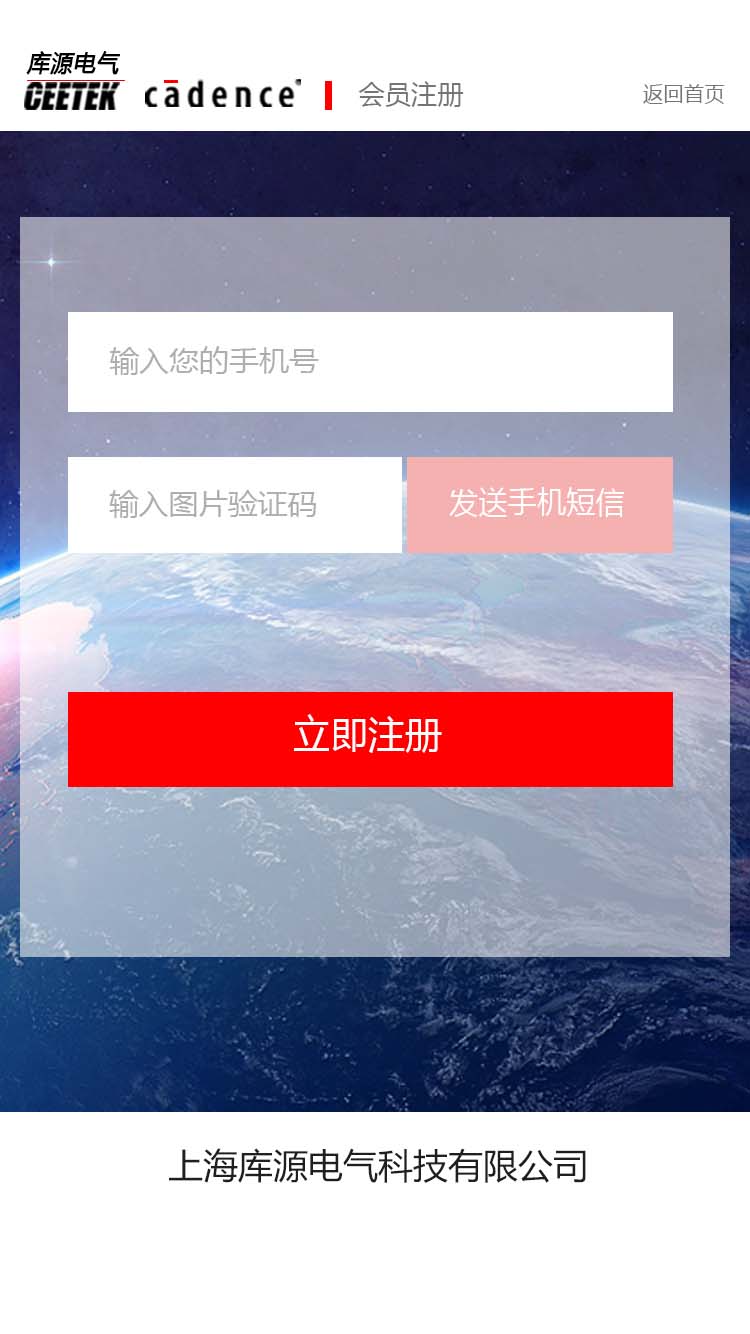 库源电气
CEETEK
cādence®
会员注册
返回首页
输入您的手机号
输入图片验证码
发送手机短信
立即注册
上海库源电气科技有限公司